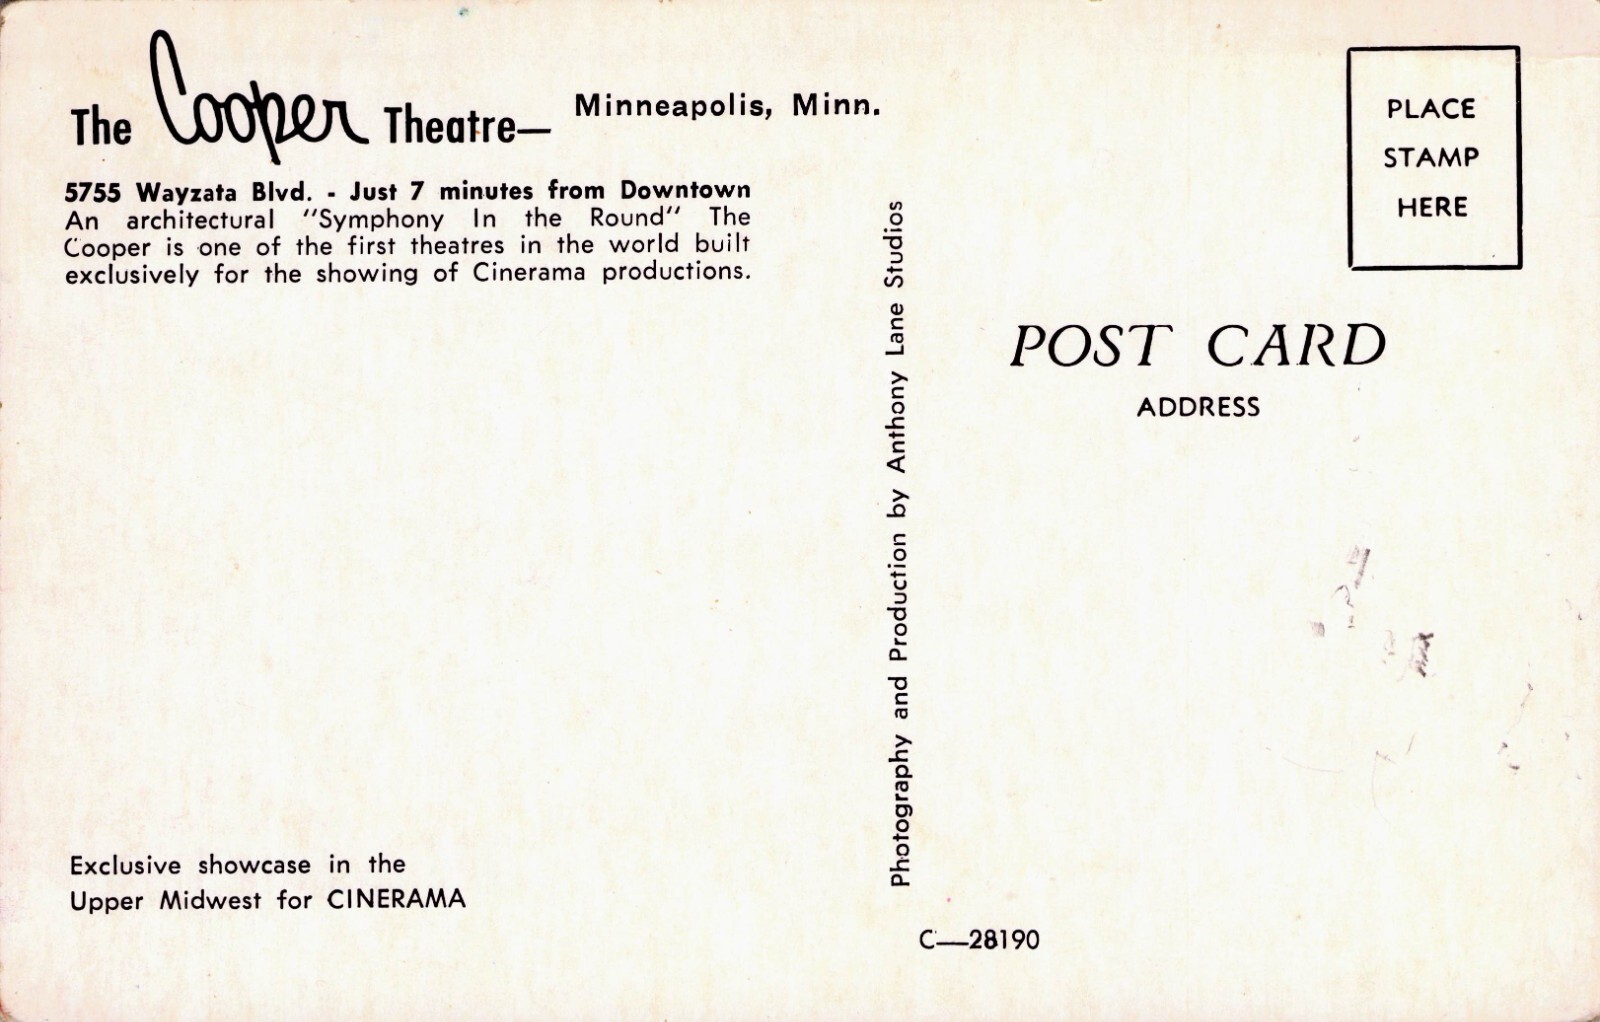 The Cooper Theatre— Minneapolis, Minn.
5755 Wayzata Blvd. - Just 7 minutes from Downtown
An architectural "Symphony In the Round" The
Cooper is one of the first theatres in the world built
exclusively for the showing of Cinerama productions.
Exclusive showcase in the
Upper Midwest for CINERAMA
Photography and Production by Anthony Lane Studios
C—28190
PLACE
STAMP
HERE
POST CARD
ADDRESS